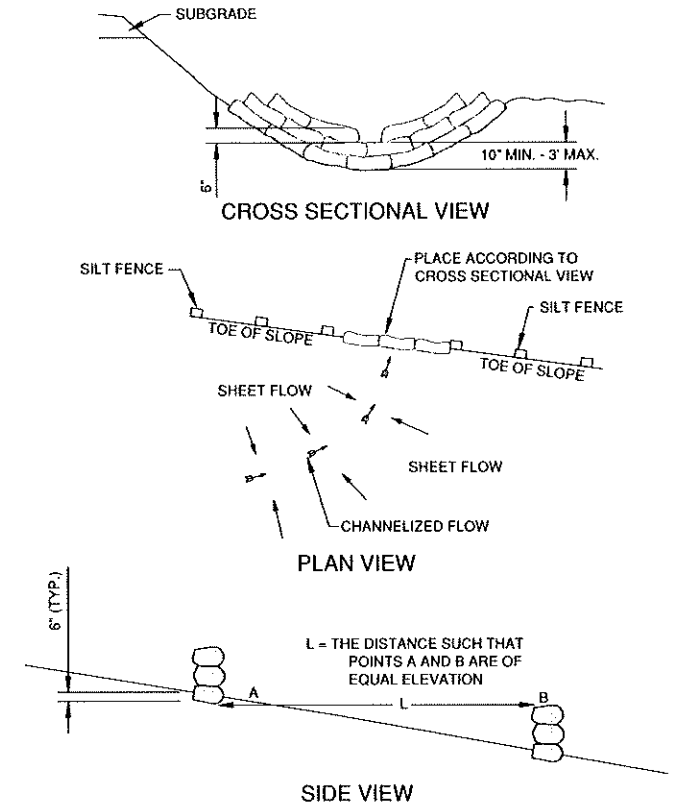 SUBGRADE
6"
10" MIN. - 3' MAX.
CROSS SECTIONAL VIEW
SILT FENCE
PLACE ACCORDING TO
CROSS SECTIONAL VIEW
SILT FENCE
TOE OF SLOPE
TOE OF SLOPE
SHEET FLOW
SHEET FLOW
CHANNELIZED FLOW
PLAN VIEW
6" (TYP.)
L = THE DISTANCE SUCH THAT
POINTS A AND B ARE OF
EQUAL ELEVATION
A
L
B
SIDE VIEW